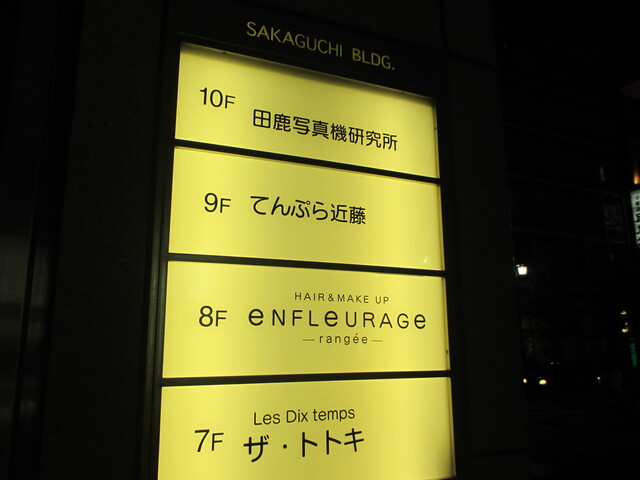 SAKAGUCHI BLDG.
10F 田鹿写真機研究所
9F てんぷら近藤
HAIR & MAKE UP
8F eNFLeURAGe
— rangée —
Les Dix temps
7F ザ・トトキ